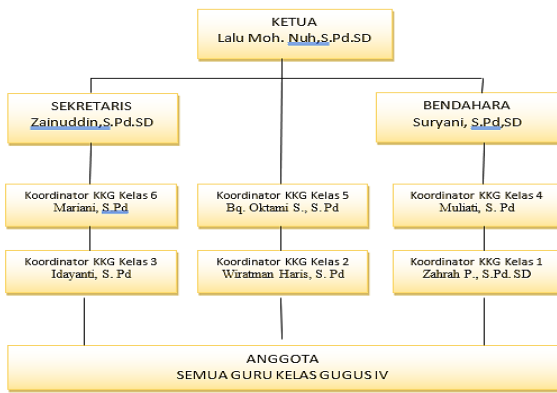 KETUA
Lalu Moh. Nuh,S.Pd.SD
SEKRETARIS
Zainuddin,S.Pd.SD
BENDAHARA
Suryani, S.Pd,SD
Koordinator KKG Kelas 6
Mariani, S.Pd
Koordinator KKG Kelas 5
Bq. Oktami S., S. Pd
Koordinator KKG Kelas 4
Muliati, S. Pd
Koordinator KKG Kelas 3
Idayanti, S. Pd
Koordinator KKG Kelas 2
Wiratman Haris, S. Pd
Koordinator KKG Kelas 1
Zahrah P., S.Pd. SD
ANGGOTA
SEMUA GURU KELAS GUGUS IV